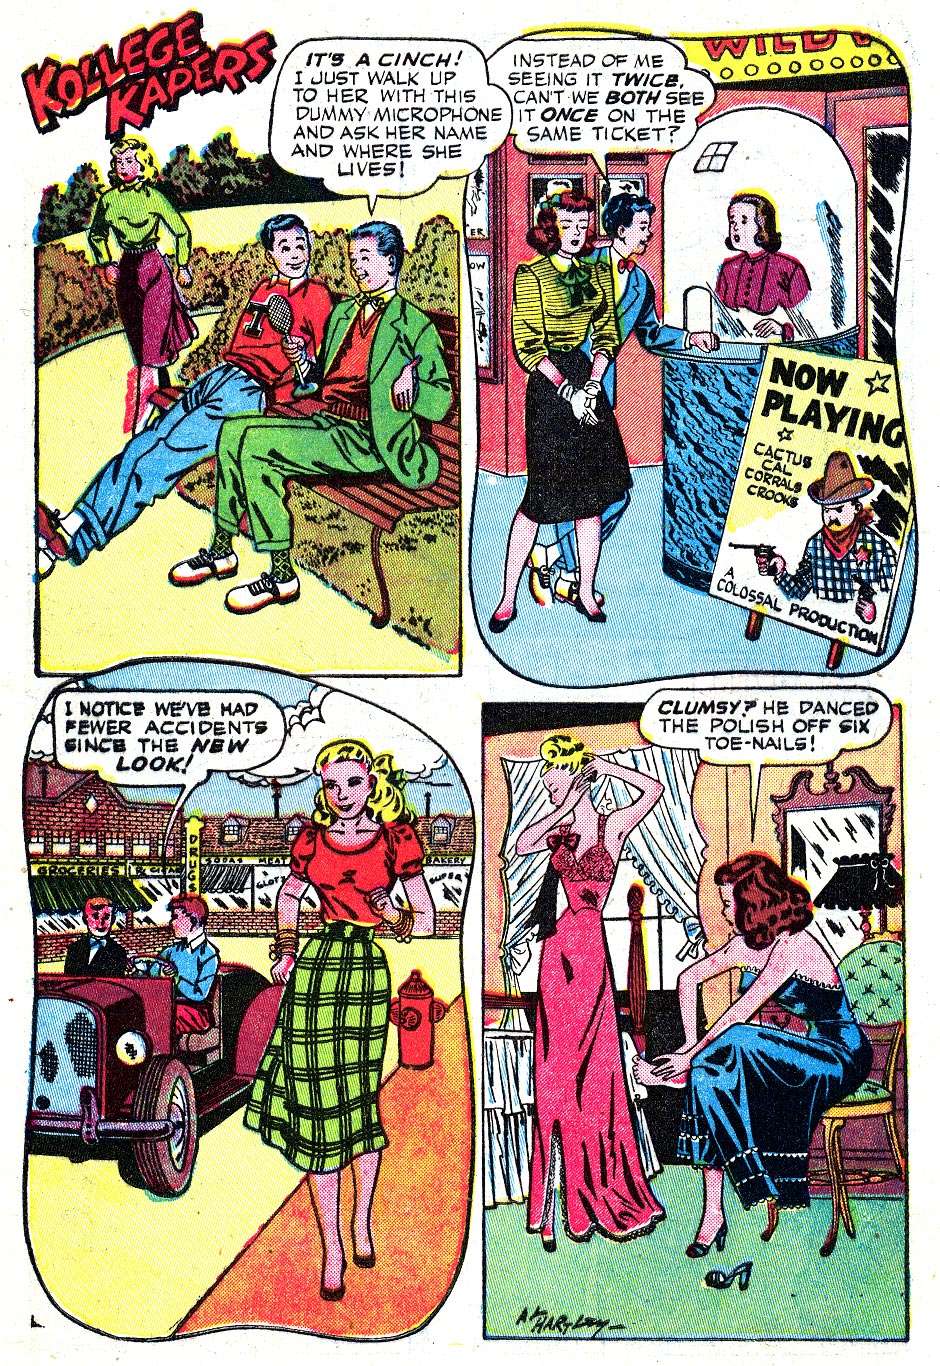 KOLLEGE
KAPERS
IT'S A CINCH!
I JUST WALK UP
TO HER WITH THIS
DUMMY MICROPHONE
AND ASK HER NAME
AND WHERE SHE
LIVES!
T
INSTEAD OF ME
SEEING IT TWICE,
CAN'T WE BOTH SEE
IT ONCE ON THE
SAME TICKET?
WILD
NOW
PLAYING
CACTUS
CAL
CORRALS
CROOKS
A
COLOSSAL PRODUCTION
I NOTICE WE'VE HAD
FEWER ACCIDENTS
SINCE THE NEW
LOOK!
GROCERIES
DRUGS
SODAS MEAT
BAKERY
CLUMSY? HE DANCED
THE POLISH OFF SIX
TOE-NAILS!
AL HARTLEY